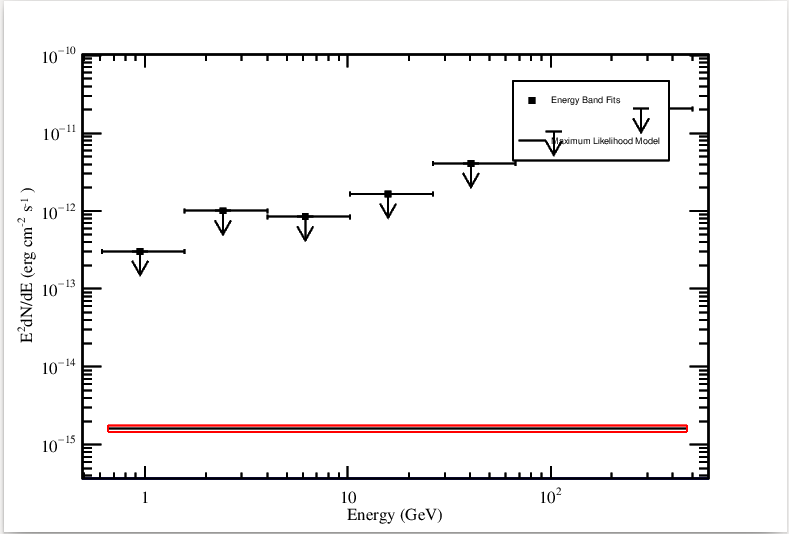 10⁻¹⁰
Energy Band Fits
10⁻¹¹
Maximum Likelihood Model
10⁻¹²
10⁻¹³
10⁻¹⁴
10⁻¹⁵
E²dN/dE (erg cm⁻² s⁻¹)
1 10 10²
Energy (GeV)